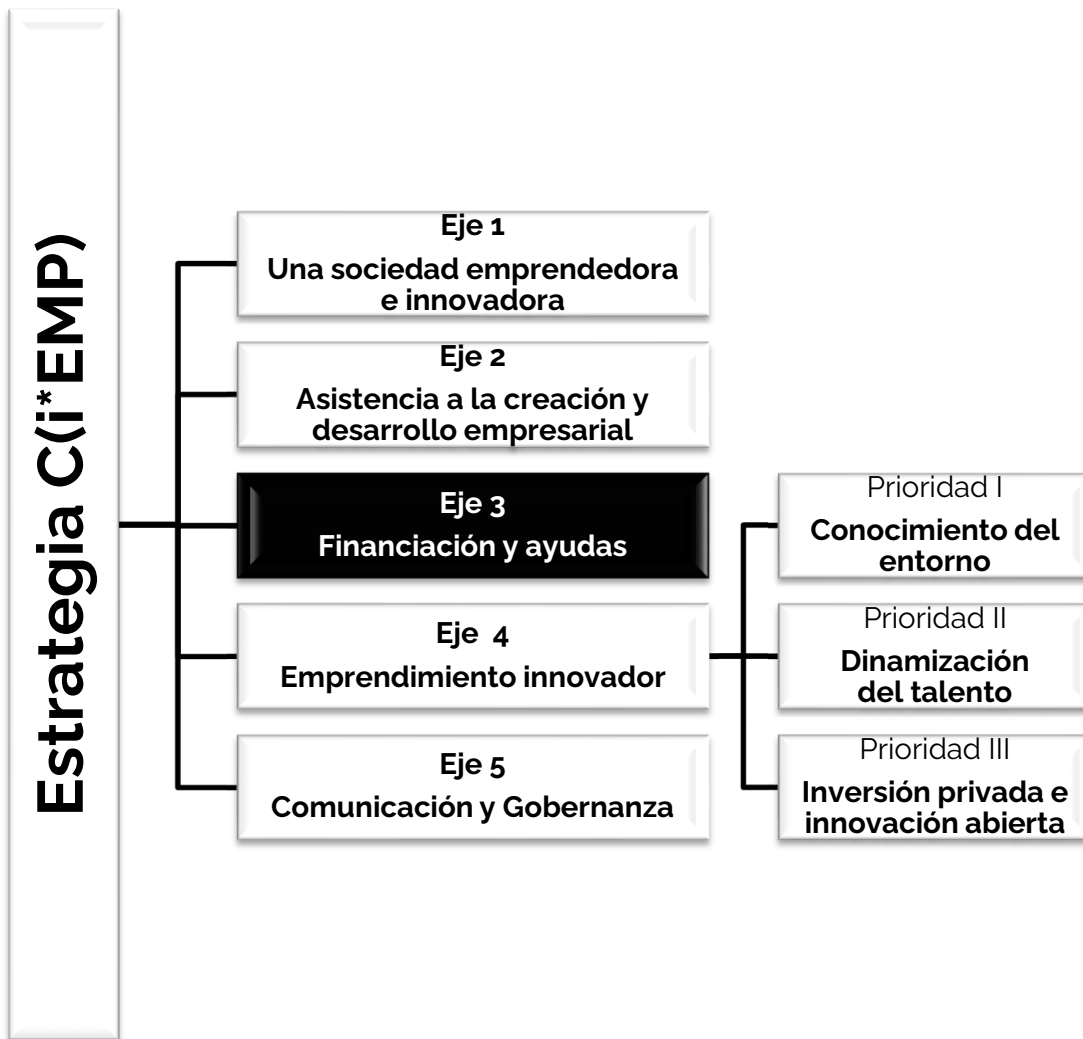 Estrategia C(i*EMP)
Eje 1
Una sociedad emprendedora
e innovadora
Eje 2
Asistencia a la creación y
desarrollo empresarial
Eje 3
Financiación y ayudas
Eje 4
Emprendimiento innovador
Eje 5
Comunicación y Gobernanza
Prioridad I
Conocimiento del
entorno
Prioridad II
Dinamización
del talento
Prioridad III
Inversión privada e
innovación abierta